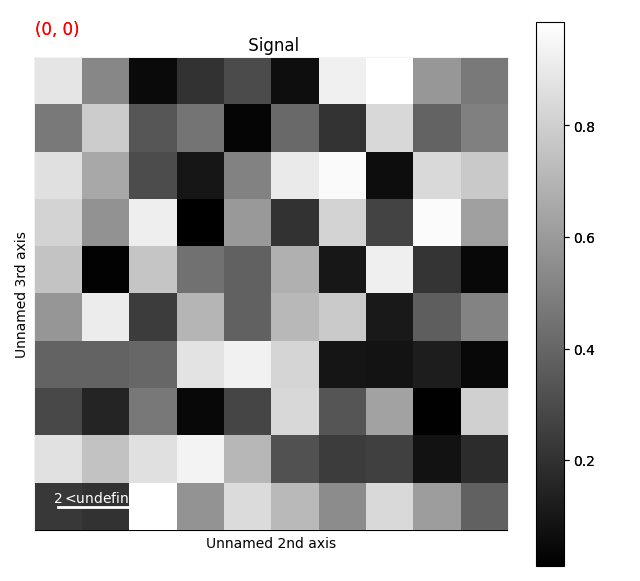 (0, 0)
Signal
Unnamed 3rd axis
2 <undefin
Unnamed 2nd axis
0.8
0.6
0.4
0.2